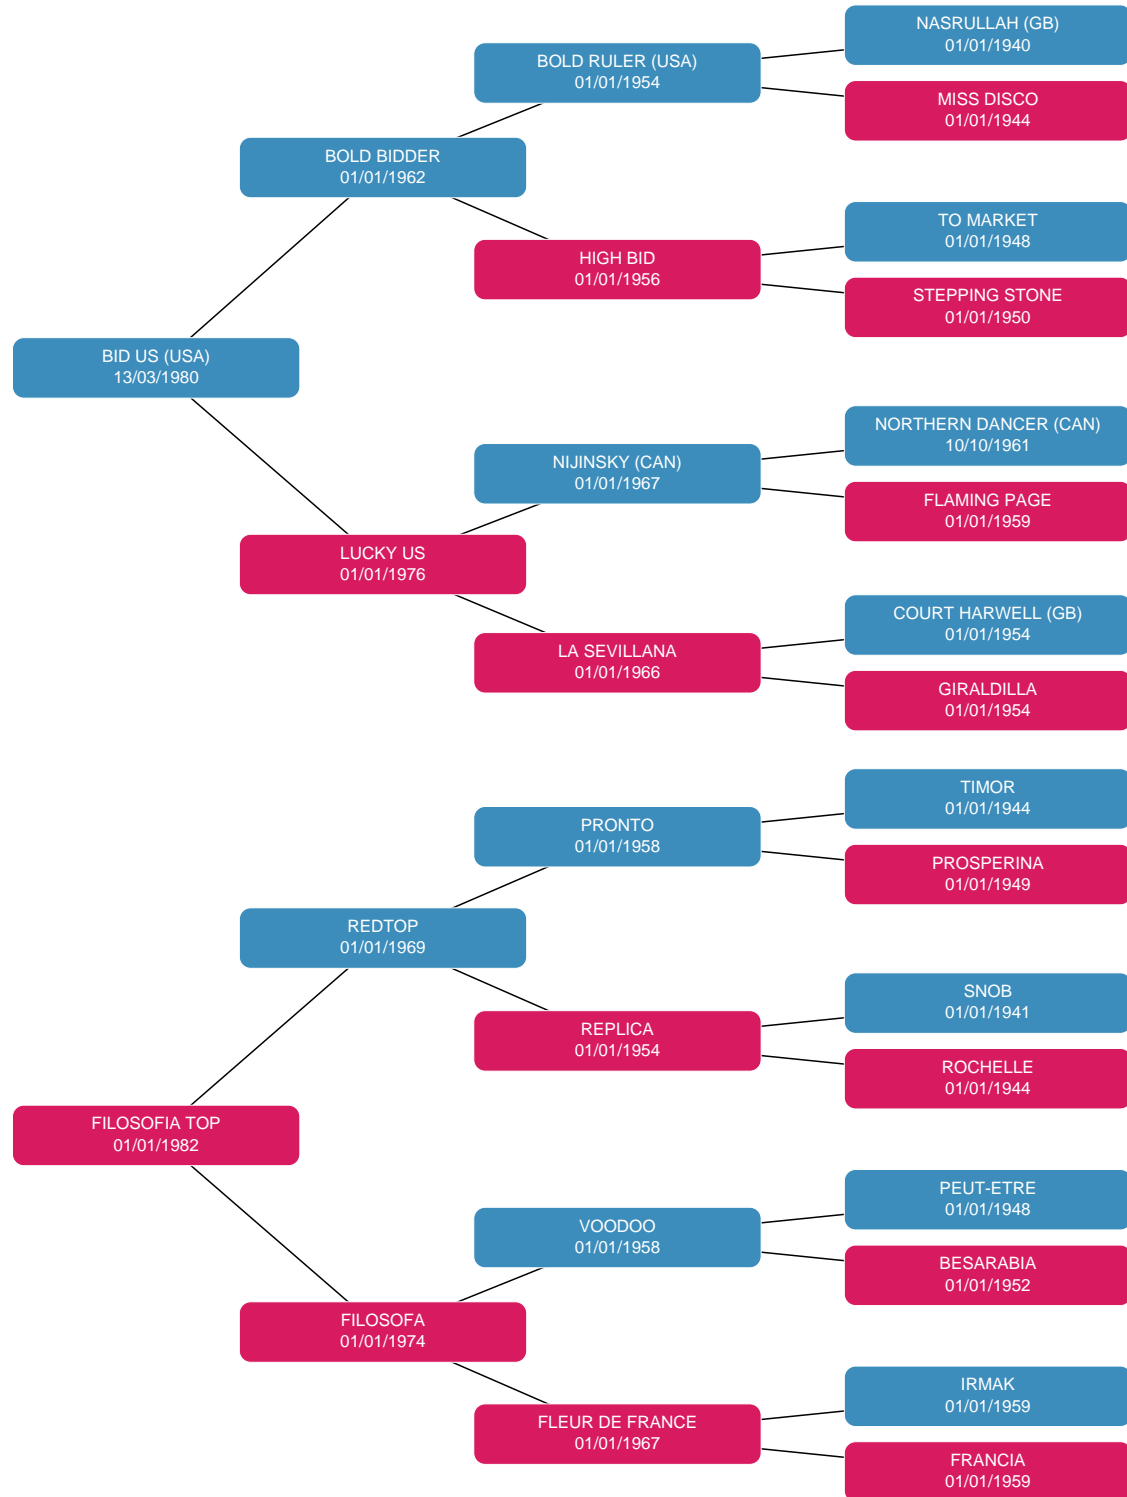 NASRULLAH (GB)
01/01/1940
BOLD RULER (USA)
01/01/1954
MISS DISCO
01/01/1944
BOLD BIDDER
01/01/1962
TO MARKET
01/01/1948
HIGH BID
01/01/1956
STEPPING STONE
01/01/1950
BID US (USA)
13/03/1980
NORTHERN DANCER (CAN)
10/10/1961
NIJINSKY (CAN)
01/01/1967
FLAMING PAGE
01/01/1959
LUCKY US
01/01/1976
COURT HARWELL (GB)
01/01/1954
LA SEVILLANA
01/01/1966
GIRALDILLA
01/01/1954
TIMOR
01/01/1944
PRONTO
01/01/1958
PROSPERINA
01/01/1949
REDTOP
01/01/1969
SNOB
01/01/1941
REPLICA
01/01/1954
ROCHELLE
01/01/1944
FILOSOFIA TOP
01/01/1982
PEUT-ETRE
01/01/1948
VOODOO
01/01/1958
BESARABIA
01/01/1952
FILOSOFA
01/01/1974
IRMAK
01/01/1959
FLEUR DE FRANCE
01/01/1967
FRANCIA
01/01/1959